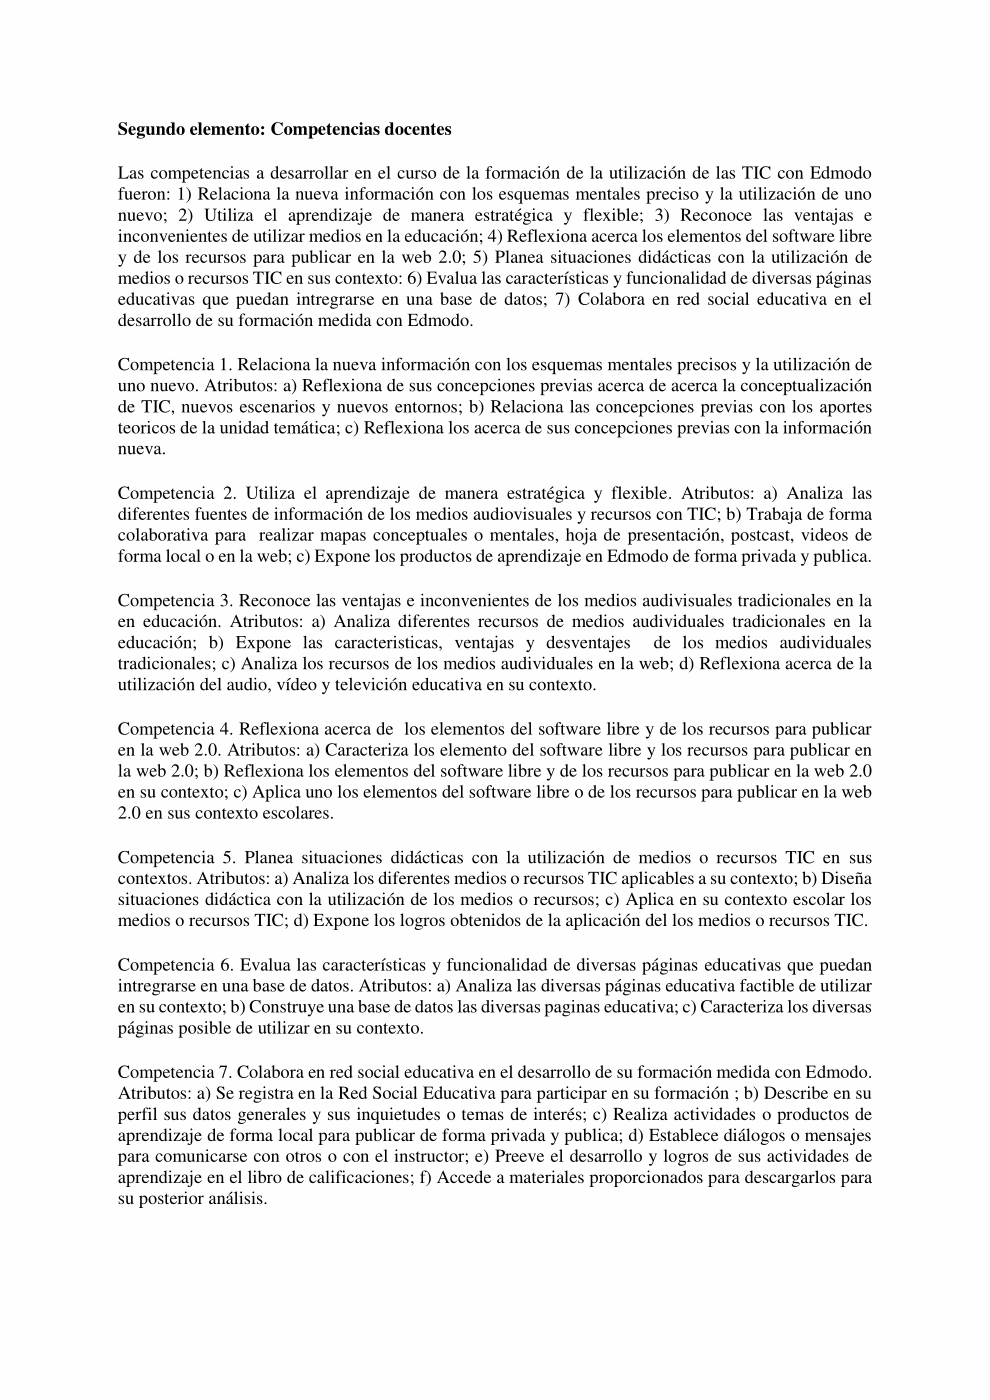 Segundo elemento: Competencias docentes
Las competencias a desarrollar en el curso de la formación de la utilización de las TIC con Edmodo
fueron: 1) Relaciona la nueva información con los esquemas mentales preciso y la utilización de uno
nuevo; 2) Utiliza el aprendizaje de manera estratégica y flexible; 3) Reconoce las ventajas e
inconvenientes de utilizar medios en la educación; 4) Reflexiona acerca los elementos del software libre
y de los recursos para publicar en la web 2.0; 5) Planea situaciones didácticas con la utilización de
medios o recursos TIC en sus contexto: 6) Evalua las características y funcionalidad de diversas páginas
educativas que puedan intregrarse en una base de datos; 7) Colabora en red social educativa en el
desarrollo de su formación medida con Edmodo.
Competencia 1. Relaciona la nueva información con los esquemas mentales precisos y la utilización de
uno nuevo. Atributos: a) Reflexiona de sus concepciones previas acerca de acerca la conceptualización
de TIC, nuevos escenarios y nuevos entornos; b) Relaciona las concepciones previas con los aportes
teoricos de la unidad temática; c) Reflexiona los acerca de sus concepciones previas con la información
nueva.
Competencia 2. Utiliza el aprendizaje de manera estratégica y flexible. Atributos: a) Analiza las
diferentes fuentes de información de los medios audiovisuales y recursos con TIC; b) Trabaja de forma
colaborativa para realizar mapas conceptuales o mentales, hoja de presentación, postcast, videos de
forma local o en la web; c) Expone los productos de aprendizaje en Edmodo de forma privada y publica.
Competencia 3. Reconoce las ventajas e inconvenientes de los medios audivisuales tradicionales en la
en educación. Atributos: a) Analiza diferentes recursos de medios audividuales tradicionales en la
educación; b) Expone las caracteristicas, ventajas y desventajes de los medios audividuales
tradicionales; c) Analiza los recursos de los medios audividuales en la web; d) Reflexiona acerca de la
utilización del audio, vídeo y televición educativa en su contexto.
Competencia 4. Reflexiona acerca de los elementos del software libre y de los recursos para publicar
en la web 2.0. Atributos: a) Caracteriza los elemento del software libre y los recursos para publicar en
la web 2.0; b) Reflexiona los elementos del software libre y de los recursos para publicar en la web 2.0
en su contexto; c) Aplica uno los elementos del software libre o de los recursos para publicar en la web
2.0 en sus contexto escolares.
Competencia 5. Planea situaciones didácticas con la utilización de medios o recursos TIC en sus
contextos. Atributos: a) Analiza los diferentes medios o recursos TIC aplicables a su contexto; b) Diseña
situaciones didáctica con la utilización de los medios o recursos; c) Aplica en su contexto escolar los
medios o recursos TIC; d) Expone los logros obtenidos de la aplicación del los medios o recursos TIC.
Competencia 6. Evalua las características y funcionalidad de diversas páginas educativas que puedan
intregrarse en una base de datos. Atributos: a) Analiza las diversas páginas educativa factible de utilizar
en su contexto; b) Construye una base de datos las diversas paginas educativa; c) Caracteriza los diversas
páginas posible de utilizar en su contexto.
Competencia 7. Colabora en red social educativa en el desarrollo de su formación medida con Edmodo.
Atributos: a) Se registra en la Red Social Educativa para participar en su formación ; b) Describe en su
perfil sus datos generales y sus inquietudes o temas de interés; c) Realiza actividades o productos de
aprendizaje de forma local para publicar de forma privada y publica; d) Establece diálogos o mensajes
para comunicarse con otros o con el instructor; e) Preeve el desarrollo y logros de sus actividades de
aprendizaje en el libro de calificaciones; f) Accede a materiales proporcionados para descargarlos para
su posterior análisis.